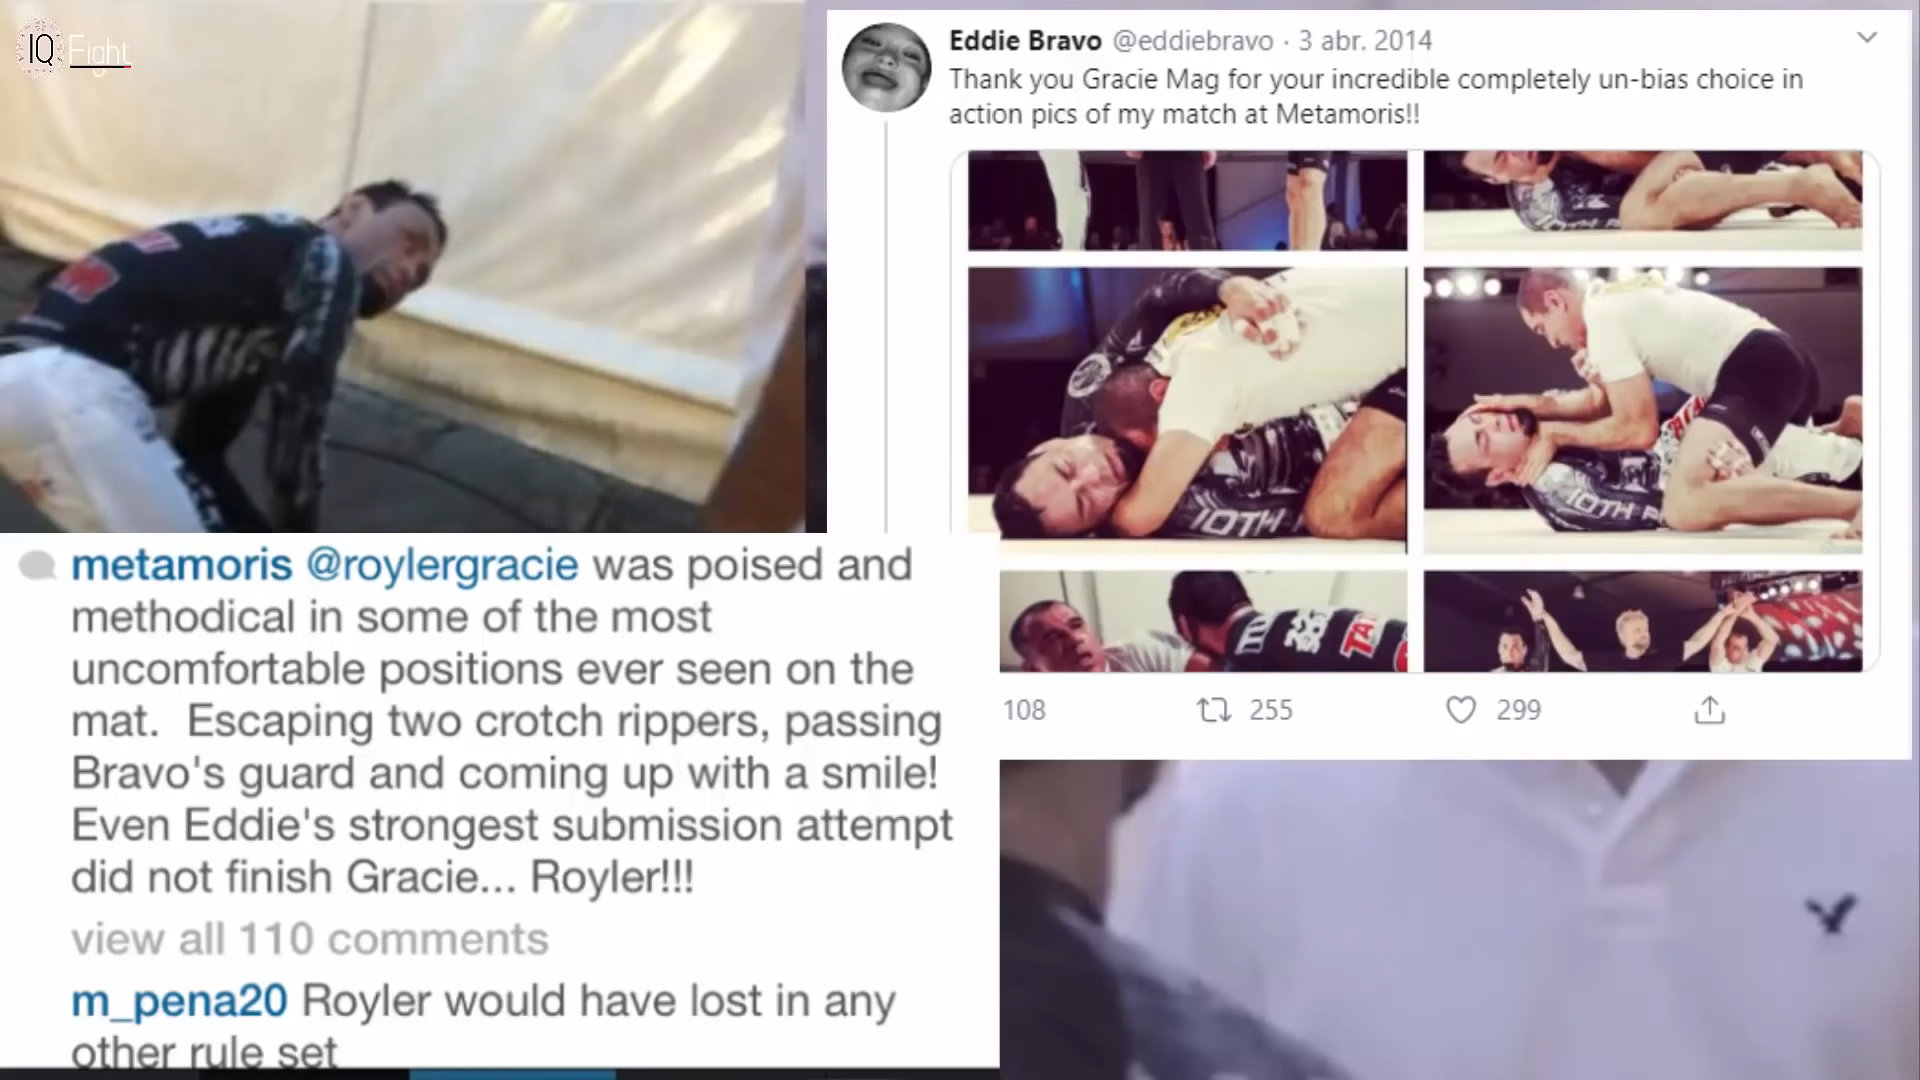 IQ Fight
Eddie Bravo @eddiebravo · 3 abr. 2014
Thank you Gracie Mag for your incredible completely un-bias choice in
action pics of my match at Metamoris!!
10TH P
10TH P
TA
108 255 299
metamoris @roylergracie was poised and
methodical in some of the most
uncomfortable positions ever seen on the
mat. Escaping two crotch rippers, passing
Bravo's guard and coming up with a smile!
Even Eddie's strongest submission attempt
did not finish Gracie... Royler!!!
view all 110 comments
m_pena20 Royler would have lost in any
other rule set